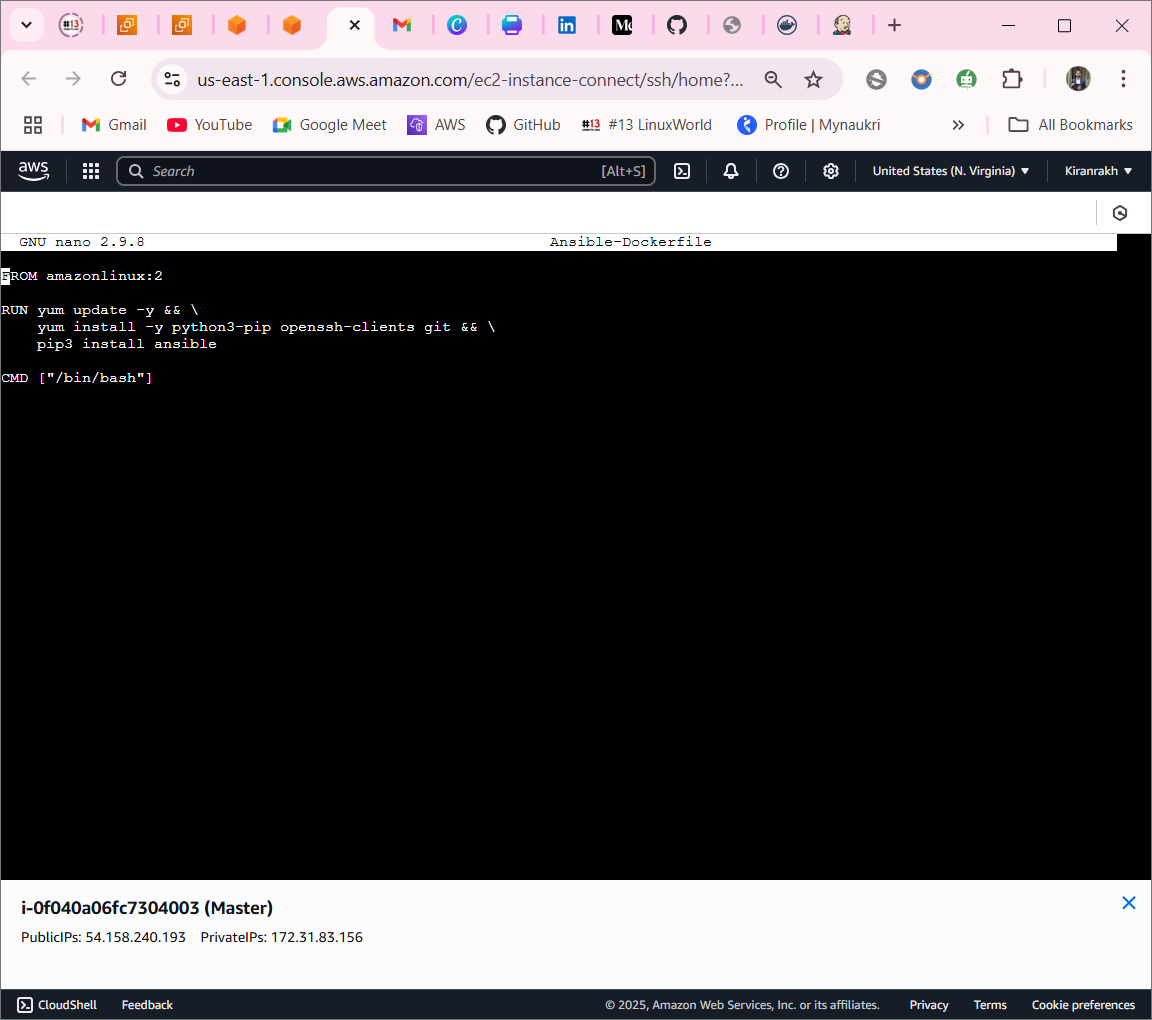 #13
M
us-east-1.console.aws.amazon.com/ec2-instance-connect/ssh/home?...
Gmail YouTube Google Meet AWS GitHub #13 #13 LinuxWorld Profile | Mynaukri All Bookmarks
aws Search [Alt+S] United States (N. Virginia) Kiranrakh
GNU nano 2.9.8 Ansible-Dockerfile
FROM amazonlinux:2
RUN yum update -y && \
yum install -y python3-pip openssh-clients git && \
pip3 install ansible
CMD ["/bin/bash"]
i-0f040a06fc7304003 (Master)
PublicIPs: 54.158.240.193 PrivateIPs: 172.31.83.156
CloudShell Feedback © 2025, Amazon Web Services, Inc. or its affiliates. Privacy Terms Cookie preferences